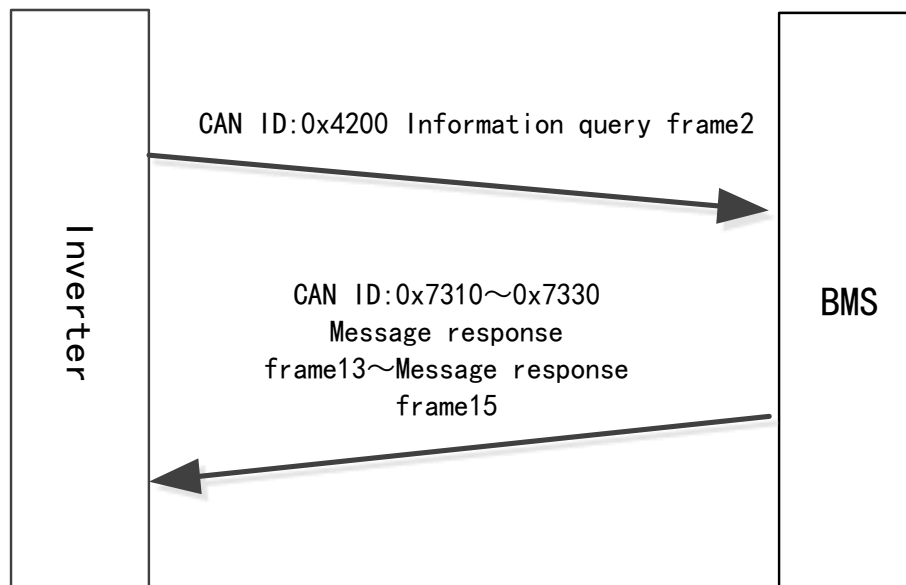 CAN ID:0x4200 Information query frame2
Inverter
CAN ID:0x7310～0x7330
Message response
frame13～Message response
frame15
BMS